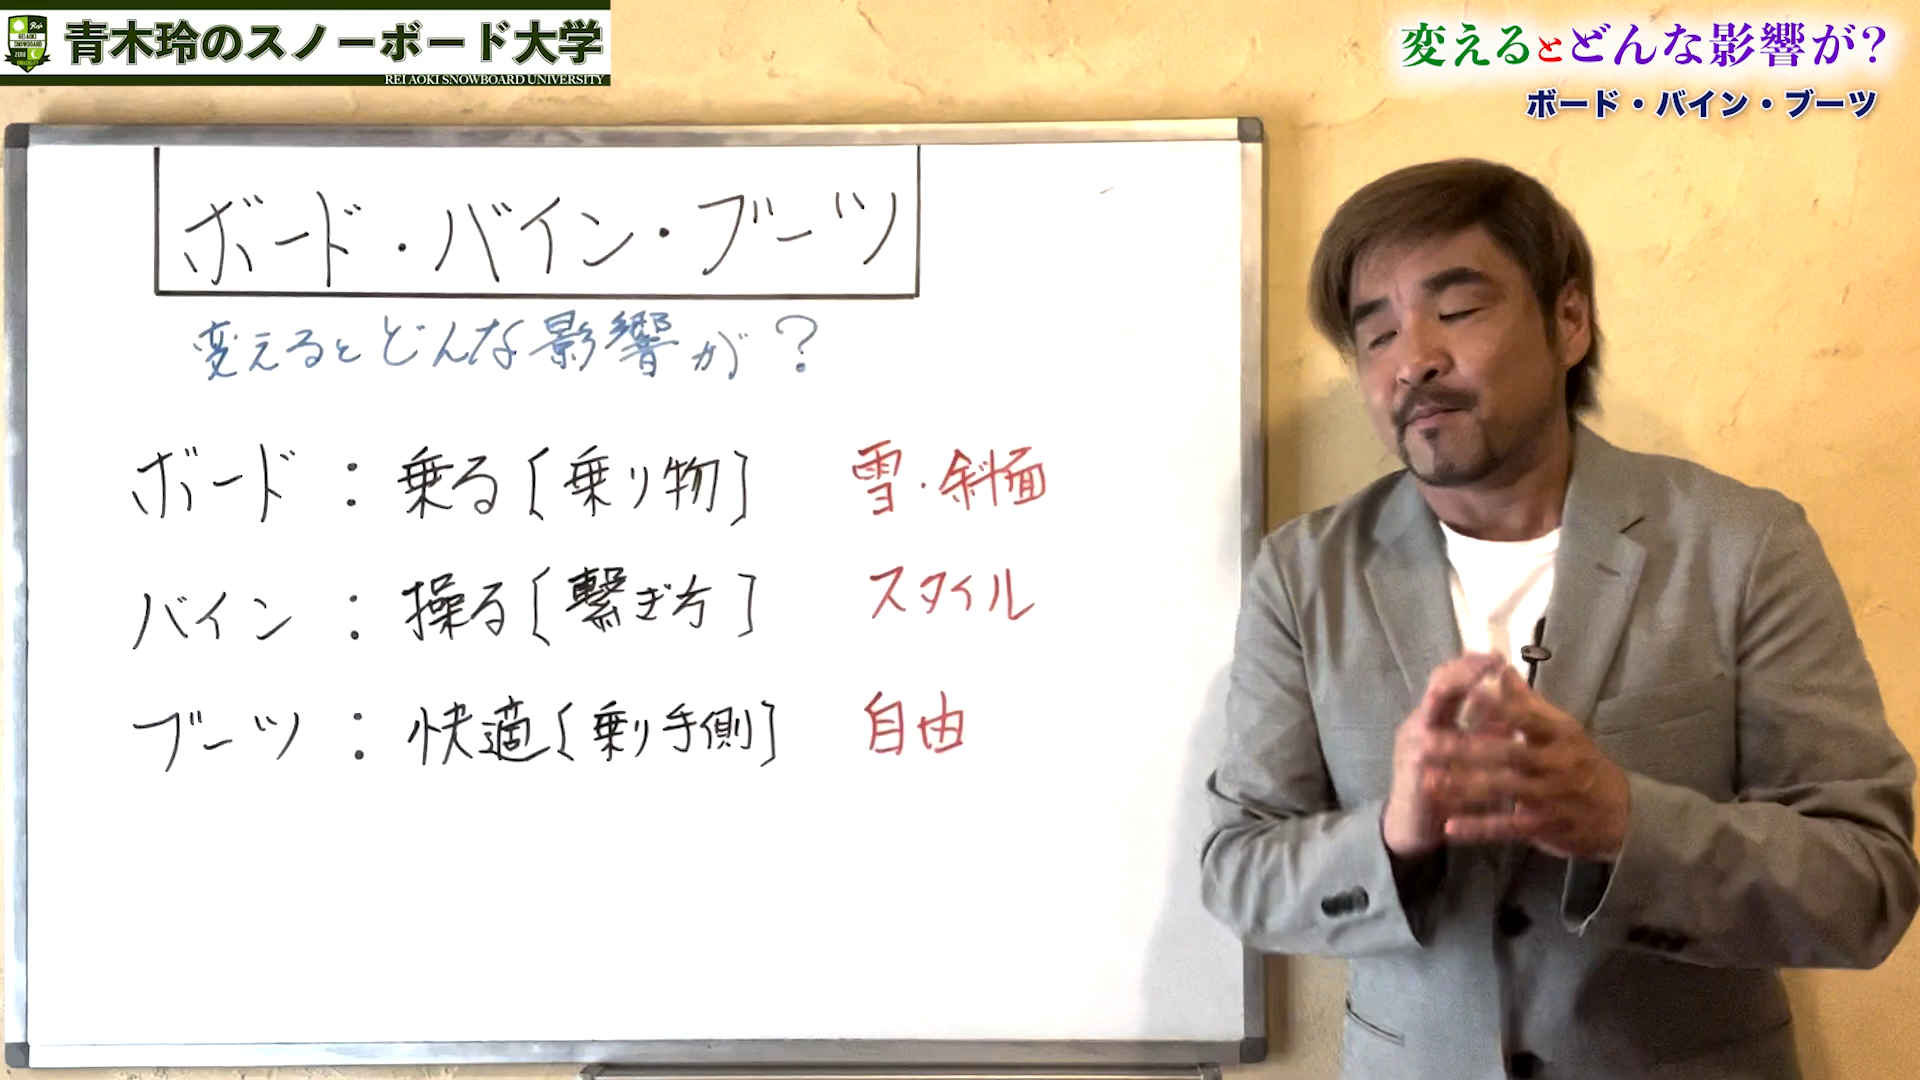 青木玲のスノーボード大学
REI AOKI SNOWBOARD UNIVERSITY
変えるとどんな影響が?
ボード・バイン・ブーツ
ボード・バイン・ブーツ
変えるとどんな影響が?
ボード:乗る[乗り物] 雪・斜面
バイン:操る[繋ぎ方] スタイル
ブーツ:快適[乗り手側] 自由